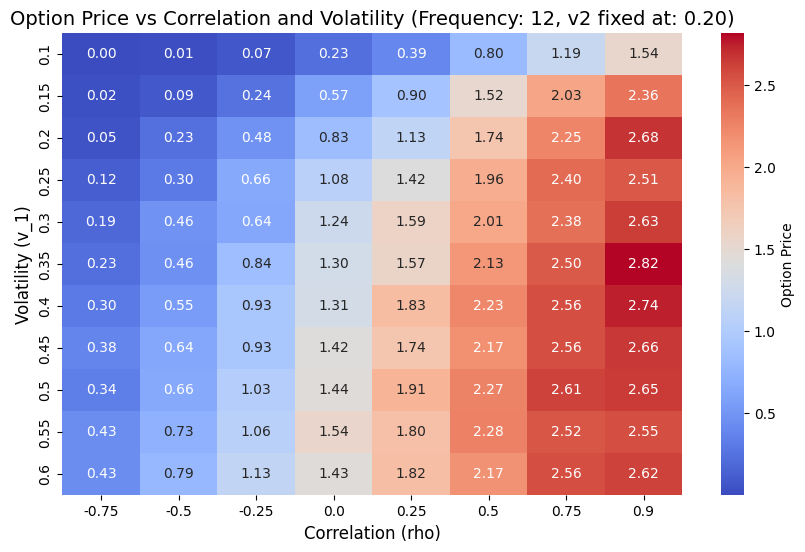 Option Price vs Correlation and Volatility (Frequency: 12, v2 fixed at: 0.20)
0.1 0.00 0.01 0.07 0.23 0.39 0.80 1.19 1.54
0.15 0.02 0.09 0.24 0.57 0.90 1.52 2.03 2.36
0.2 0.05 0.23 0.48 0.83 1.13 1.74 2.25 2.68
0.25 0.12 0.30 0.66 1.08 1.42 1.96 2.40 2.51
0.3 0.19 0.46 0.64 1.24 1.59 2.01 2.38 2.63
0.35 0.23 0.46 0.84 1.30 1.57 2.13 2.50 2.82
0.4 0.30 0.55 0.93 1.31 1.83 2.23 2.56 2.74
0.45 0.38 0.64 0.93 1.42 1.74 2.17 2.56 2.66
0.5 0.34 0.66 1.03 1.44 1.91 2.27 2.61 2.65
0.55 0.43 0.73 1.06 1.54 1.80 2.28 2.52 2.55
0.6 0.43 0.79 1.13 1.43 1.82 2.17 2.56 2.62
-0.75 -0.5 -0.25 0.0 0.25 0.5 0.75 0.9
Correlation (rho)
Volatility (v_1)
2.5
2.0
1.5
1.0
0.5
Option Price